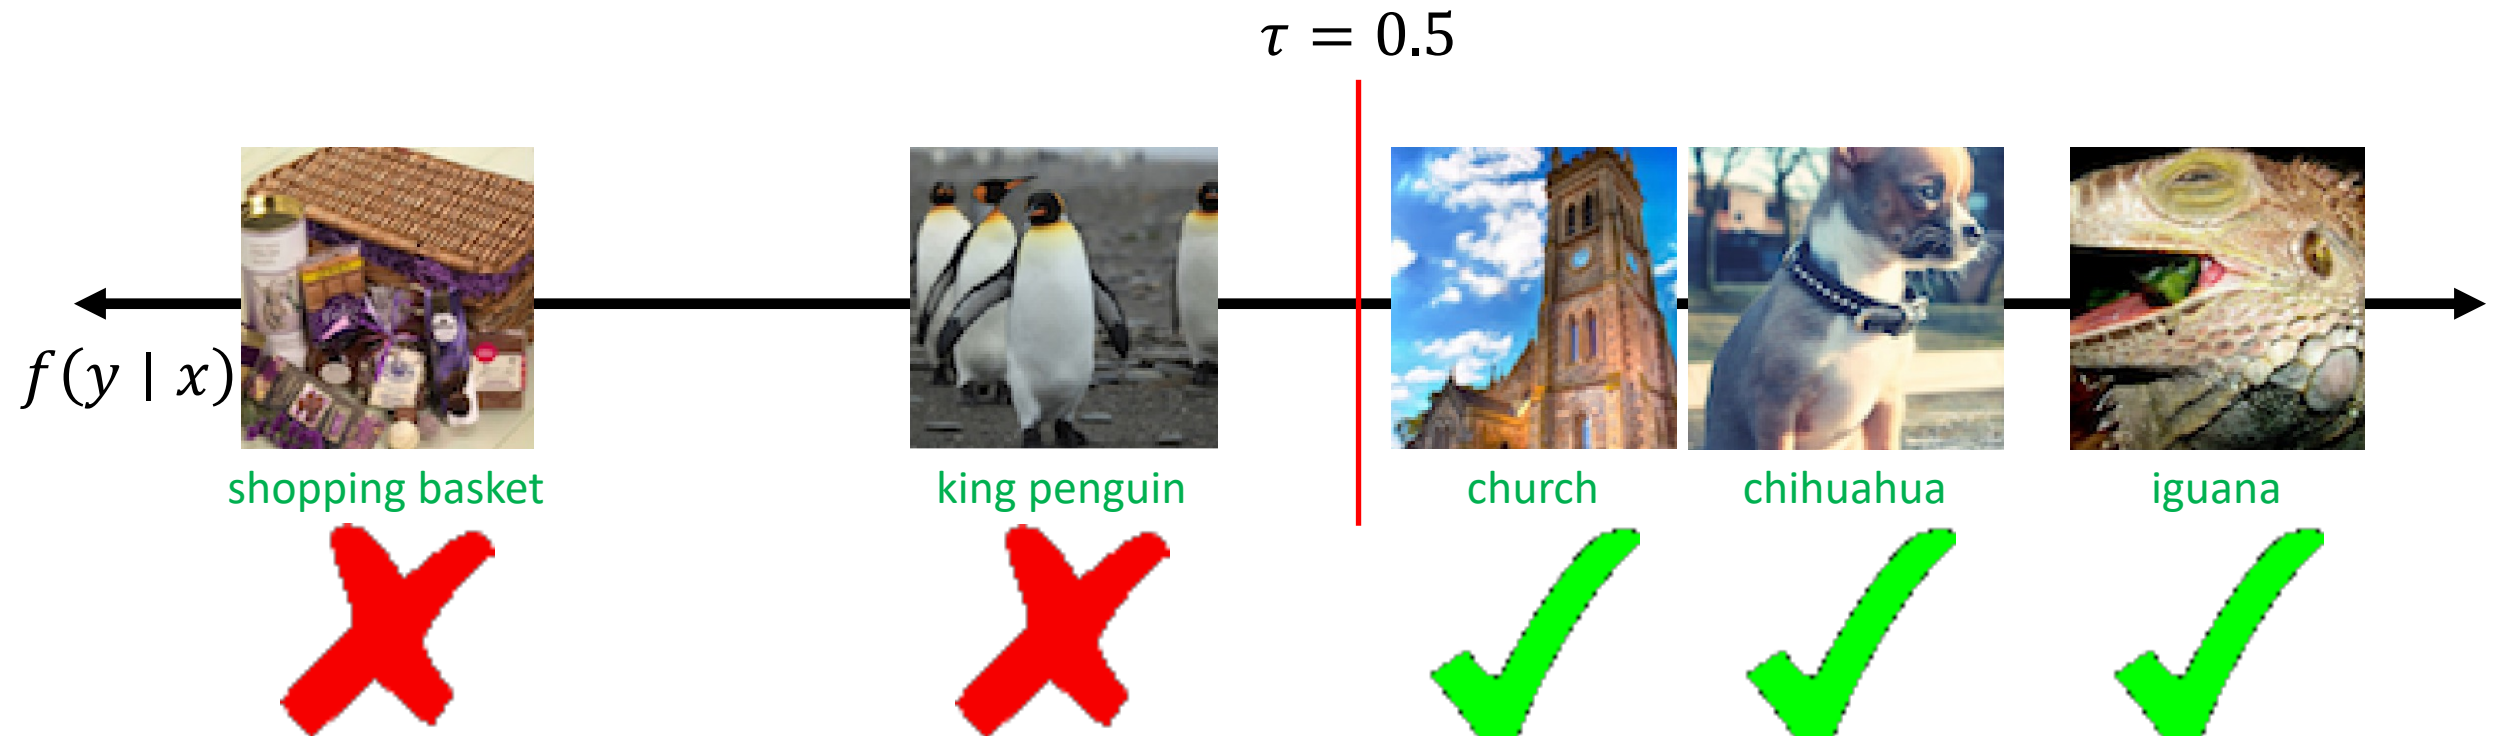 τ = 0.5
f(y | x)
shopping basket
king penguin
church
chihuahua
iguana